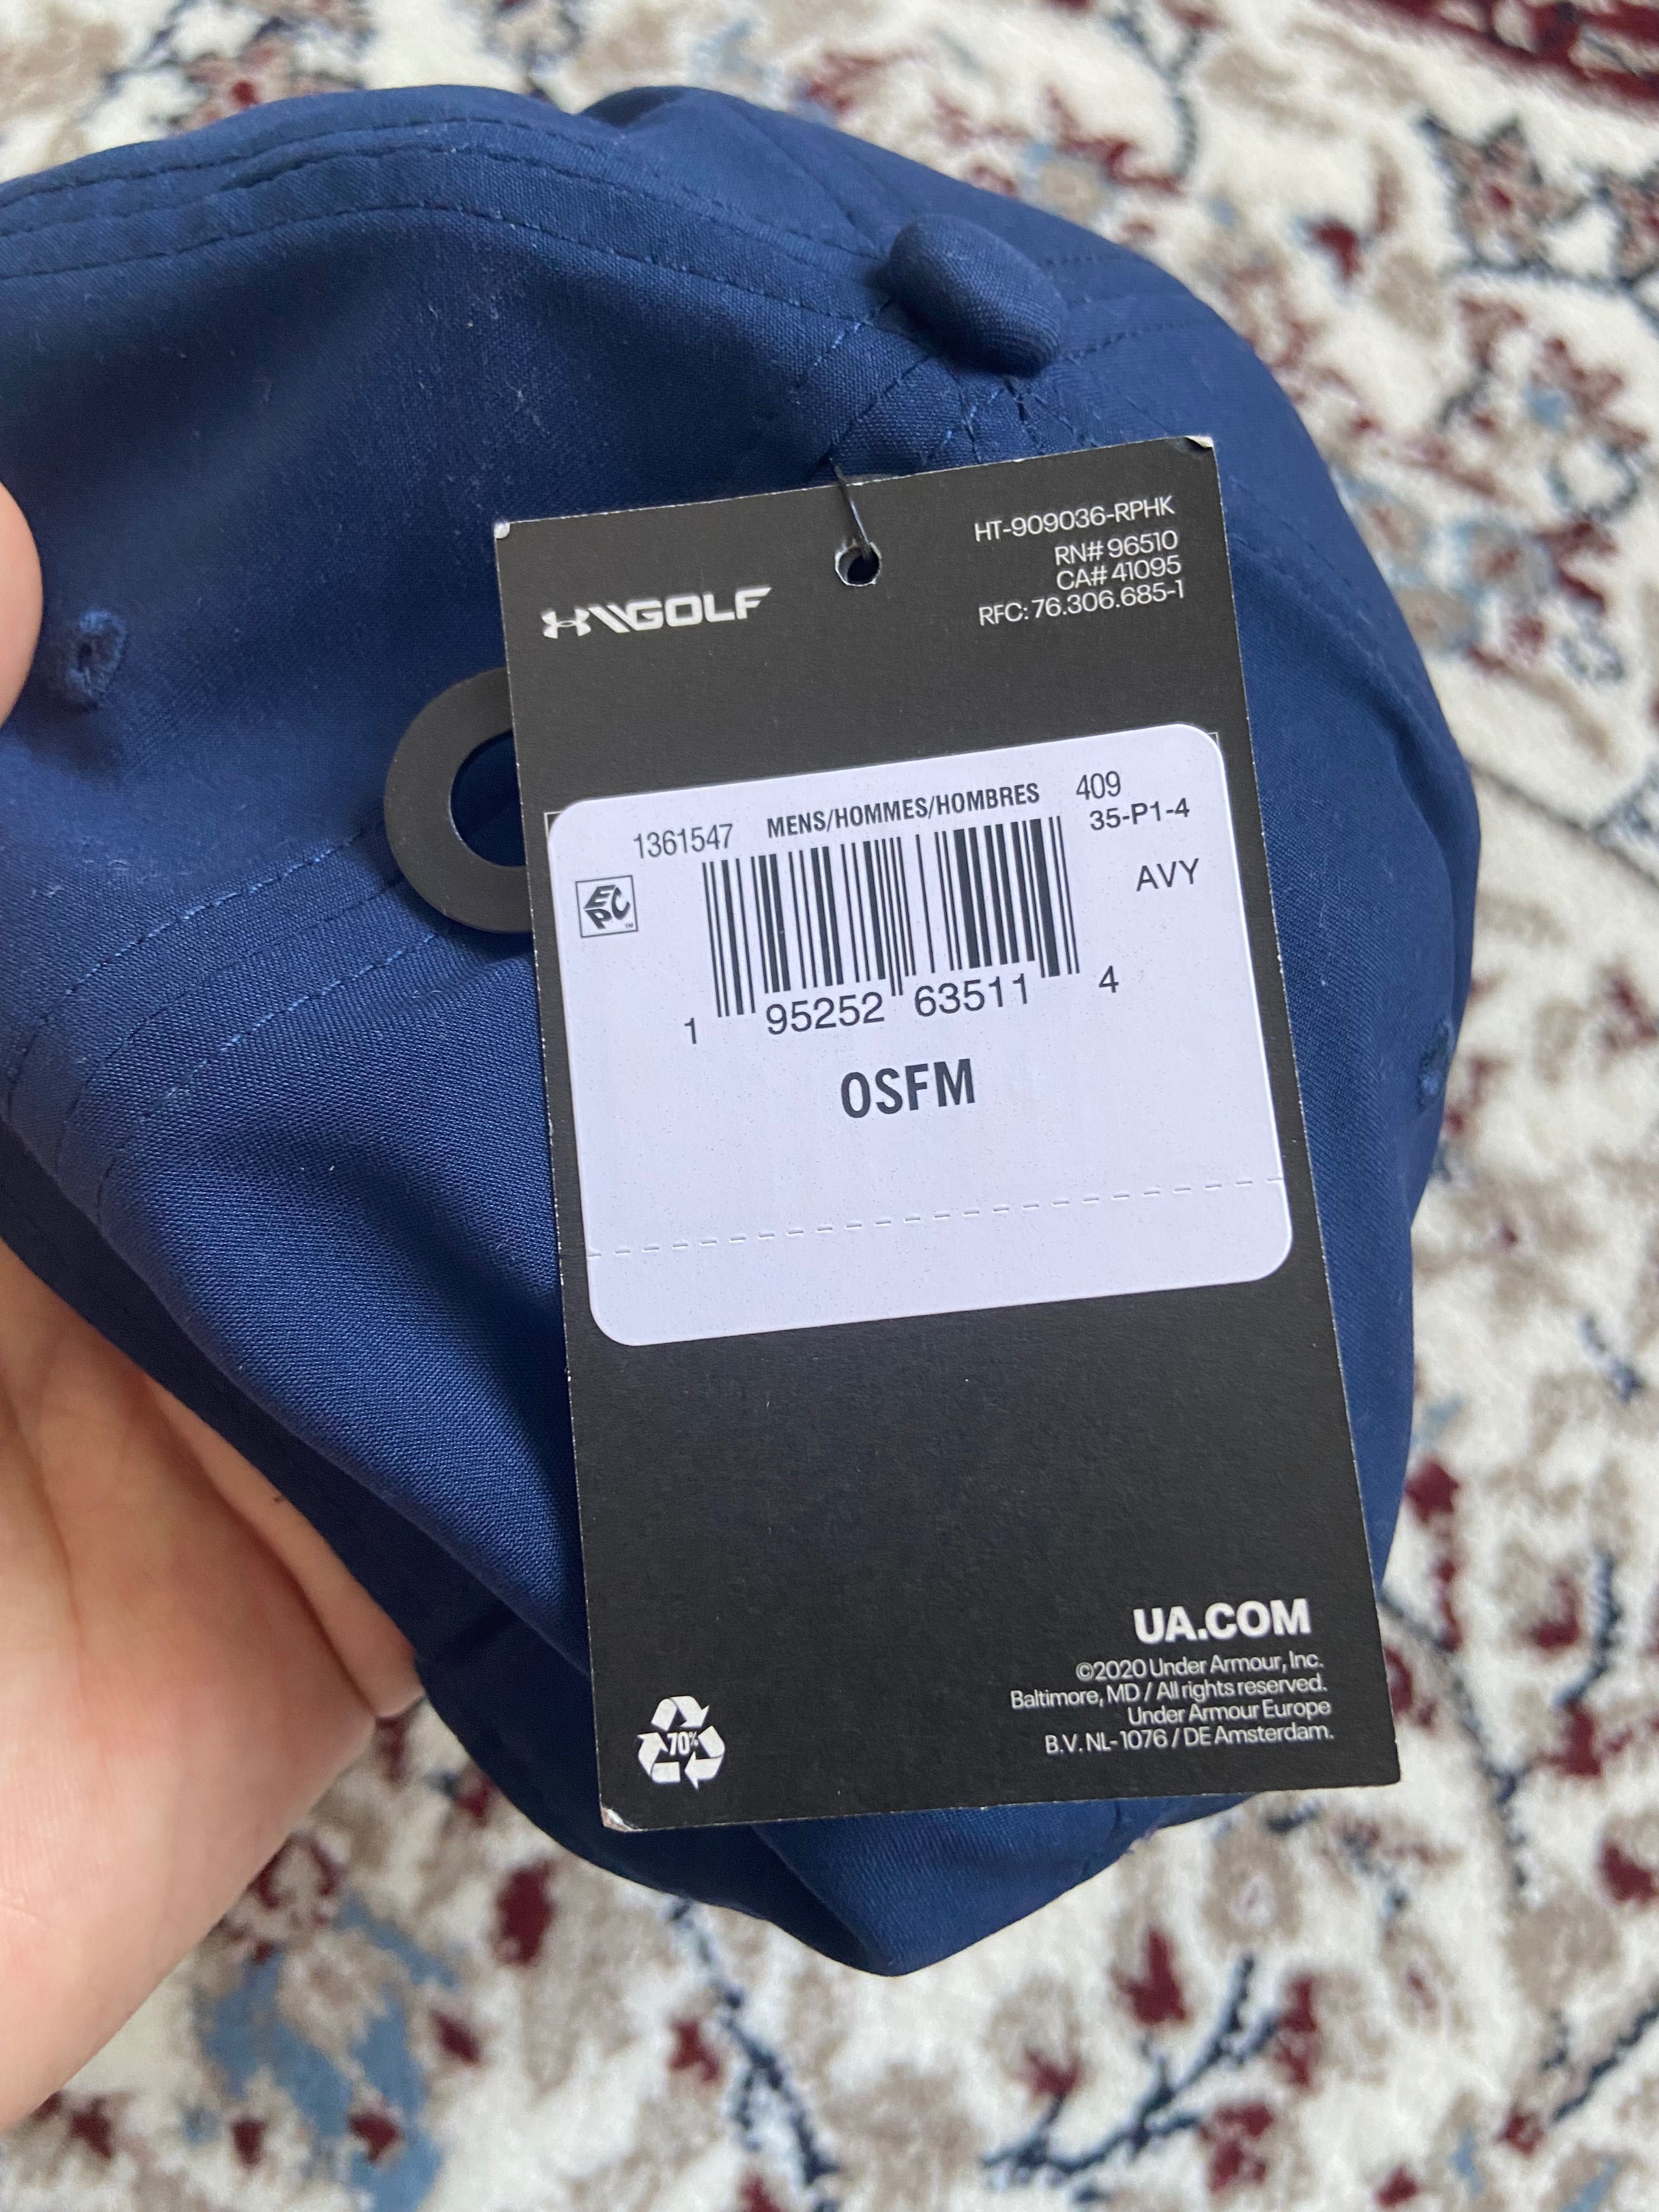 GOLF
HT-909036-RPHK
RN# 96510
CA# 41095
RFC: 76.306.685-1
1361547 MENS/HOMMES/HOMBRES 409
35-P1-4
EPC TM
AVY
1 95252 63511 4
OSFM
UA.COM
©2020 Under Armour, Inc.
Baltimore, MD / All rights reserved.
Under Armour Europe
B.V. NL-1076 / DE Amsterdam.
70%